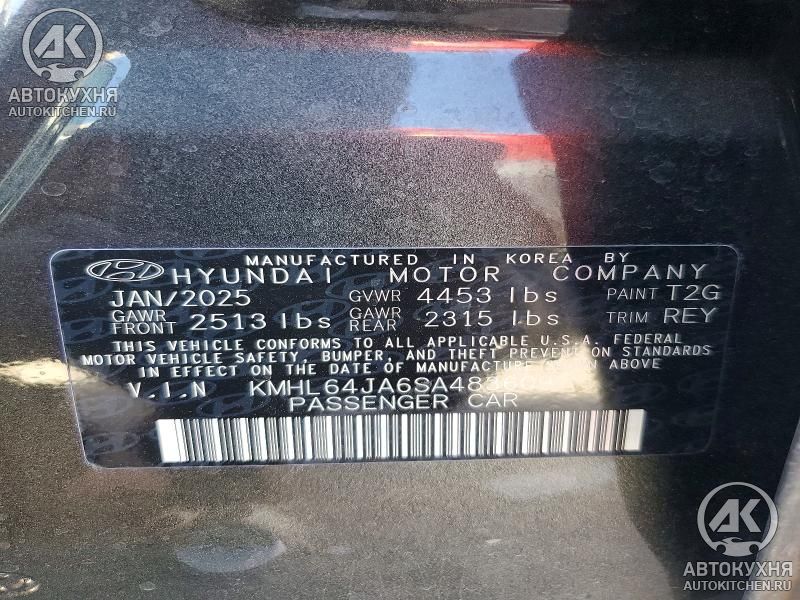 АВТОКУХНЯ
AUTOKITCHEN.RU
MANUFACTURED IN KOREA BY
HYUNDAI MOTOR COMPANY
JAN/2025 GVWR 4453 lbs PAINT T2G
GAWR FRONT 2513 lbs GAWR REAR 2315 lbs TRIM REY
THIS VEHICLE CONFORMS TO ALL APPLICABLE U.S.A. FEDERAL
MOTOR VEHICLE SAFETY, BUMPER, AND THEFT PREVENTION STANDARDS
IN EFFECT ON THE DATE OF MANUFACTURE SHOWN ABOVE
V.I.N
PASSENGER CAR
АВТОКУХНЯ
AUTOKITCHEN.RU